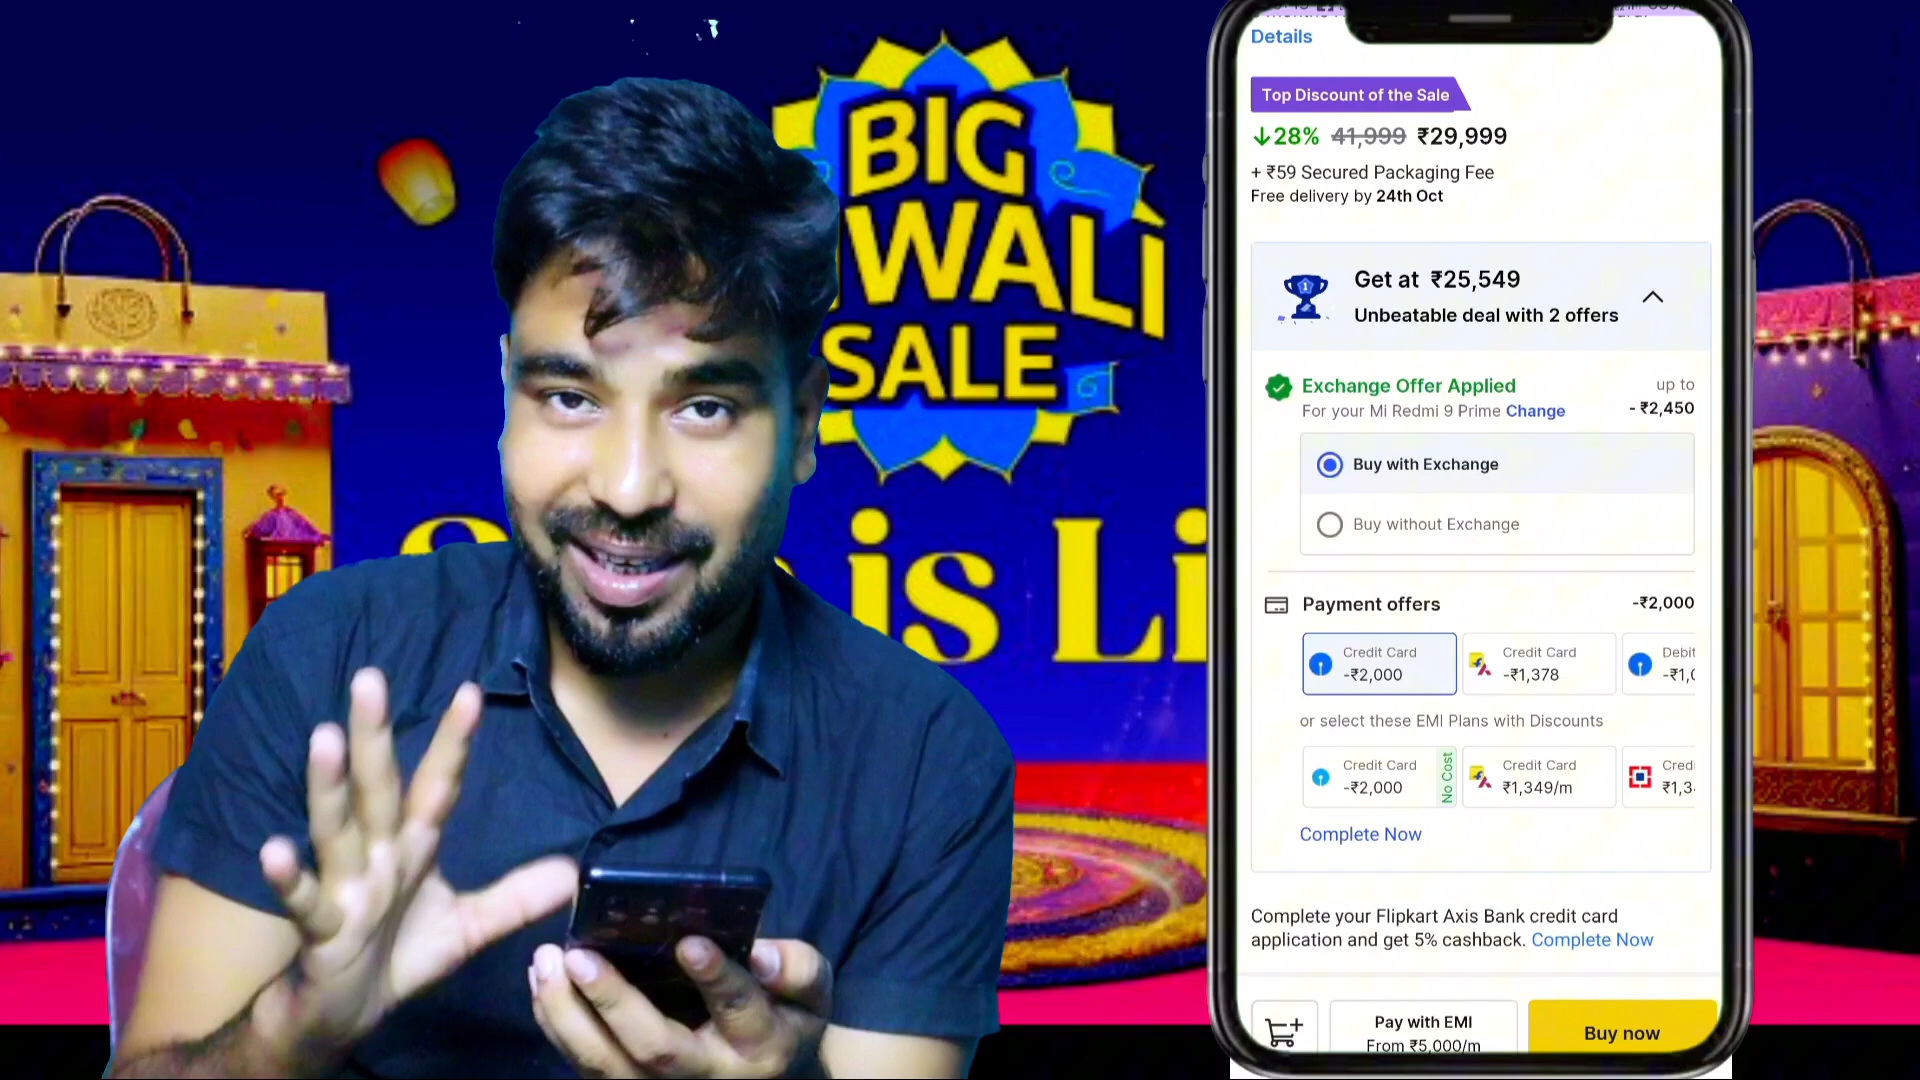 BIG
WALI
SALE
is Li
Details
Top Discount of the Sale
↓28% 41,999 ₹29,999
+ ₹59 Secured Packaging Fee
Free delivery by 24th Oct
Get at ₹25,549
Unbeatable deal with 2 offers
Exchange Offer Applied up to
For your Mi Redmi 9 Prime Change - ₹2,450
Buy with Exchange
Buy without Exchange
Payment offers -₹2,000
Credit Card Credit Card Debit
-₹2,000 -₹1,378 -₹1,0
or select these EMI Plans with Discounts
Credit Card No Cost Credit Card Credi
-₹2,000 ₹1,349/m ₹1,3
Complete Now
Complete your Flipkart Axis Bank credit card
application and get 5% cashback. Complete Now
Pay with EMI
From ₹5,000/m
Buy now